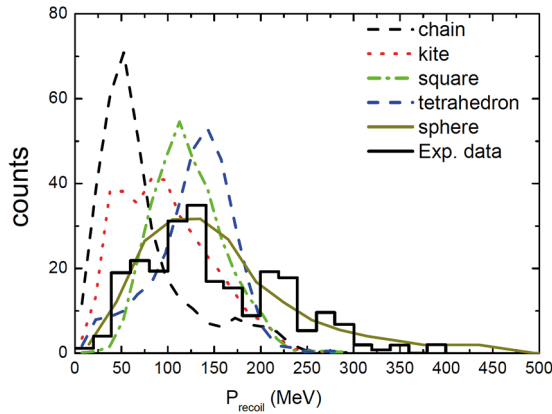 80
60
40
20
0
counts
chain
kite
square
tetrahedron
sphere
Exp. data
0 50 100 150 200 250 300 350 400 450 500
P_recoil (MeV)